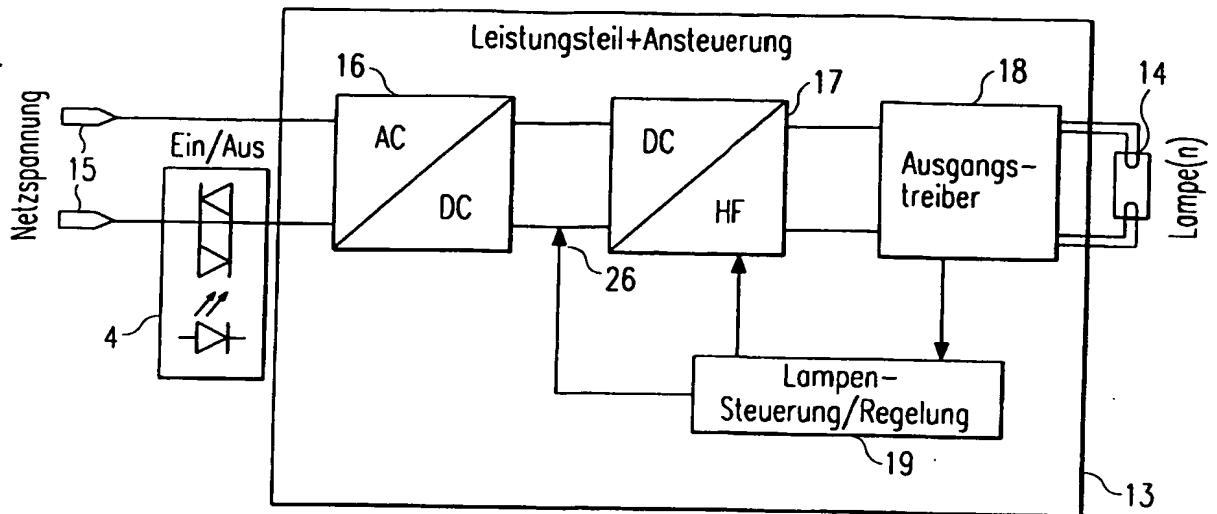 Leistungsteil+Ansteuerung
16
17
18
14
Netzspannung
15
Ein/Aus
AC
DC
DC
HF
Ausgangs-
treiber
Lampe(n)
26
4
Lampen-
Steuerung/Regelung
19
13